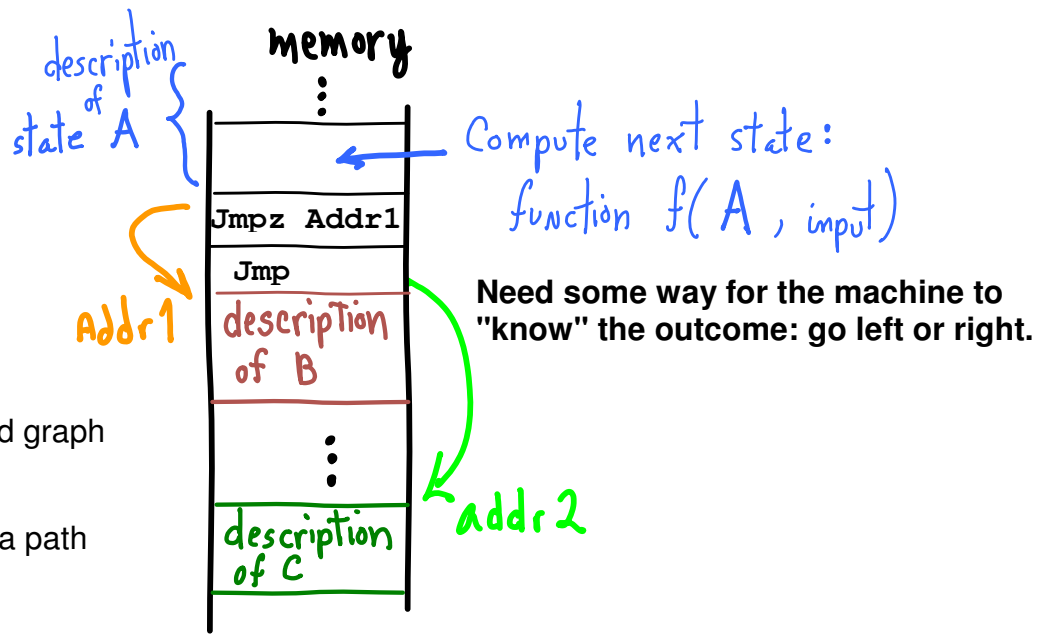 memory
description
of
state A
Compute next state:
function f( A , input)
Jmpz Addr1
Jmp
Need some way for the machine to
"know" the outcome: go left or right.
Addr1
description
of B
d graph
addr2
a path
description
of C